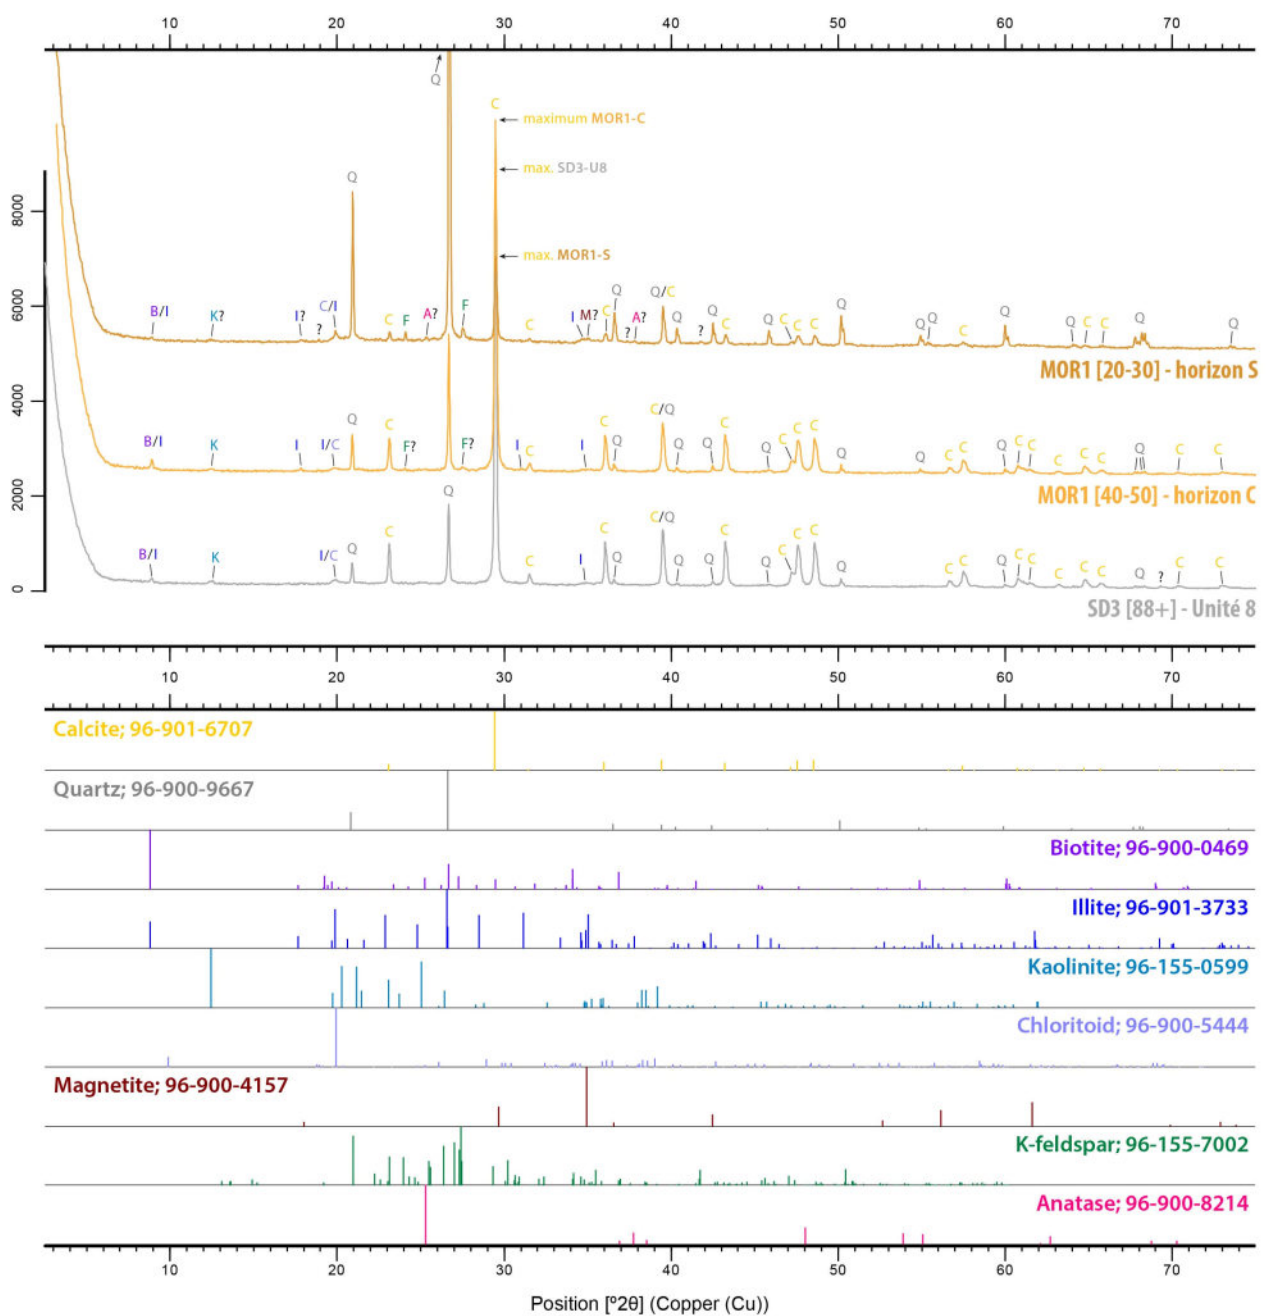 10 20 30 40 50 60 70
Q
C
maximum MOR1-C
max. SD3-U8
max. MOR1-S
8000
6000
4000
2000
0
Q
B/I K? I? ? C/I C F A? F C I M? C Q ? A? Q/C Q ? Q C Q C C C Q Q Q C Q Q C C Q Q
MOR1 [20-30] - horizon S
B/I K I I/C Q C F? F? I C I C Q C/Q Q Q C Q C C C Q Q C C Q C C C C C Q C C
MOR1 [40-50] - horizon C
B/I K I/C Q C Q C I C Q C/Q Q Q C Q C C C Q C C Q C C C C C Q ? C C
SD3 [88+] - Unité 8
10 20 30 40 50 60 70
Calcite; 96-901-6707
Quartz; 96-900-9667
Biotite; 96-900-0469
Illite; 96-901-3733
Kaolinite; 96-155-0599
Chloritoid; 96-900-5444
Magnetite; 96-900-4157
K-feldspar; 96-155-7002
Anatase; 96-900-8214
10 20 30 40 50 60 70
Position [º2θ] (Copper (Cu))